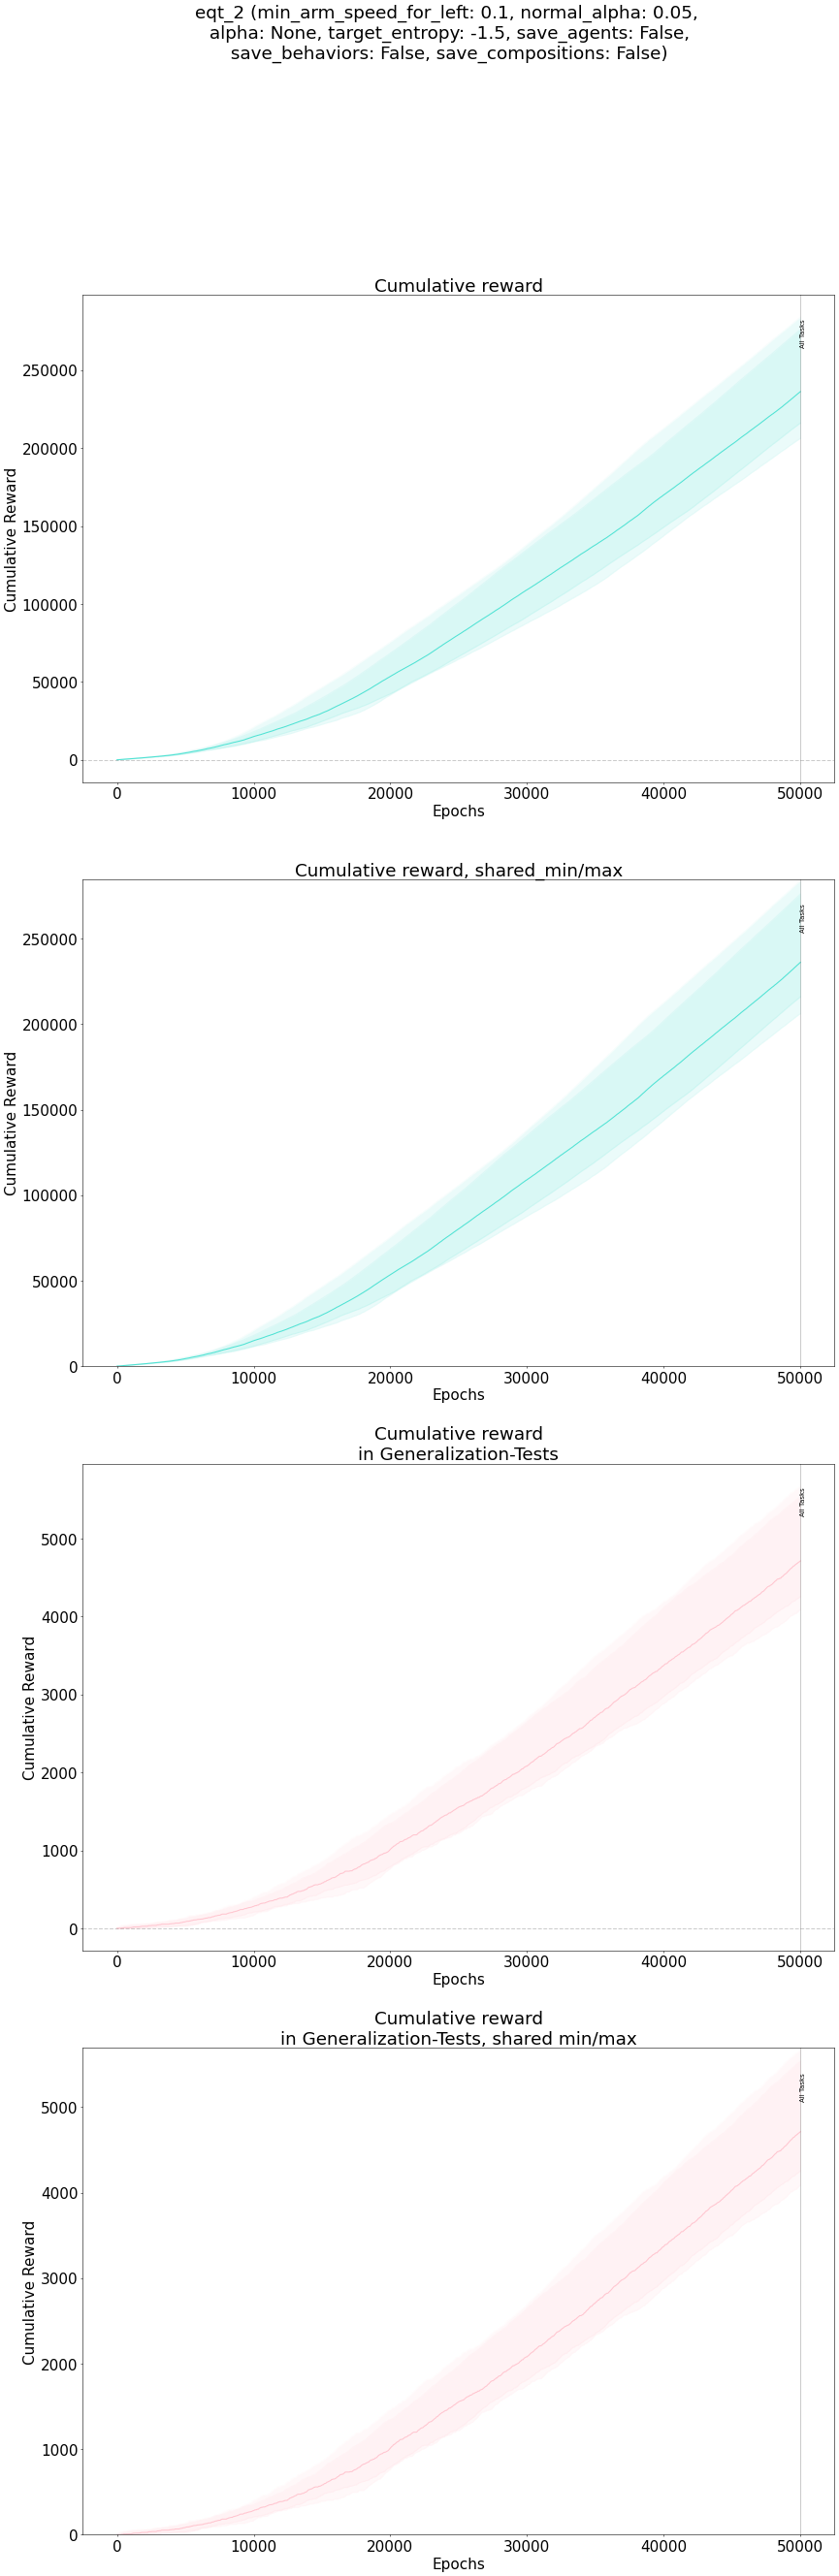 eqt_2 (min_arm_speed_for_left: 0.1, normal_alpha: 0.05,
alpha: None, target_entropy: -1.5, save_agents: False,
save_behaviors: False, save_compositions: False)
Cumulative reward
All Tasks
250000
200000
150000
100000
50000
0
Cumulative Reward
0 10000 20000 30000 40000 50000
Epochs
Cumulative reward, shared_min/max
All Tasks
250000
200000
150000
100000
50000
0
Cumulative Reward
0 10000 20000 30000 40000 50000
Epochs
Cumulative reward
in Generalization-Tests
All Tasks
5000
4000
3000
2000
1000
0
Cumulative Reward
0 10000 20000 30000 40000 50000
Epochs
Cumulative reward
in Generalization-Tests, shared min/max
All Tasks
5000
4000
3000
2000
1000
0
Cumulative Reward
0 10000 20000 30000 40000 50000
Epochs